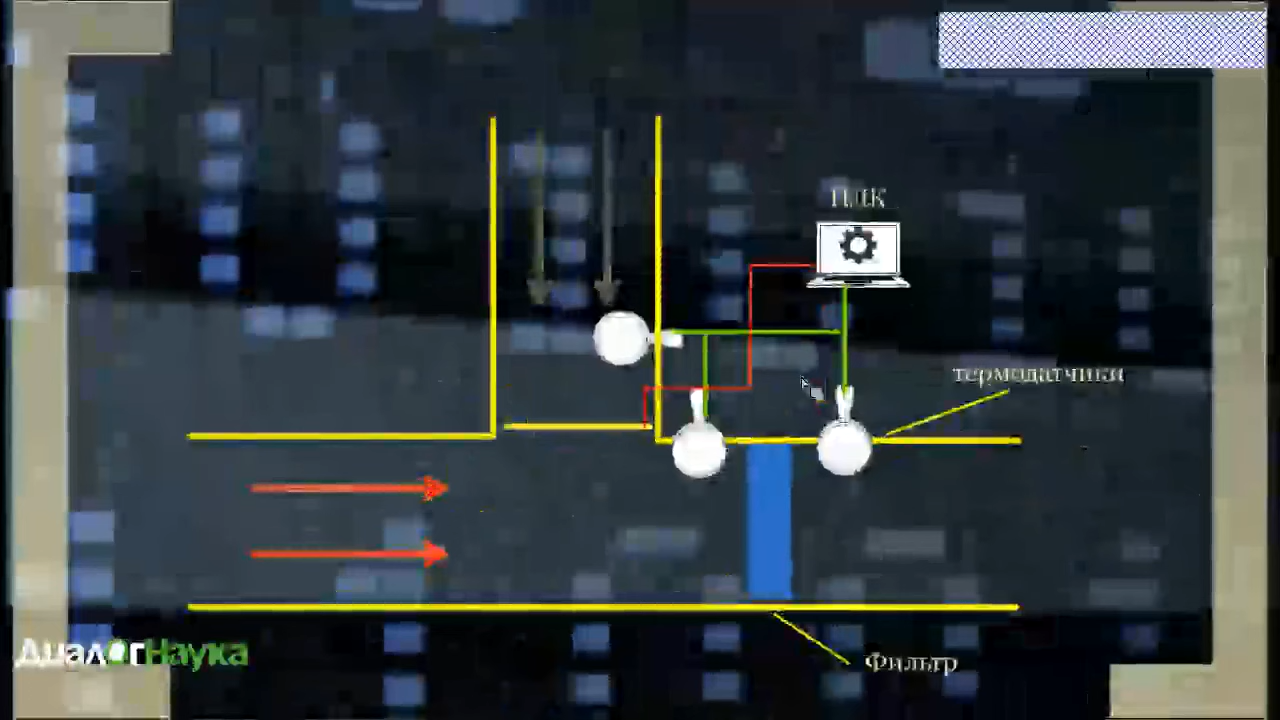 ПЛК
термодатчики
ДиалогНаука
Фильтр